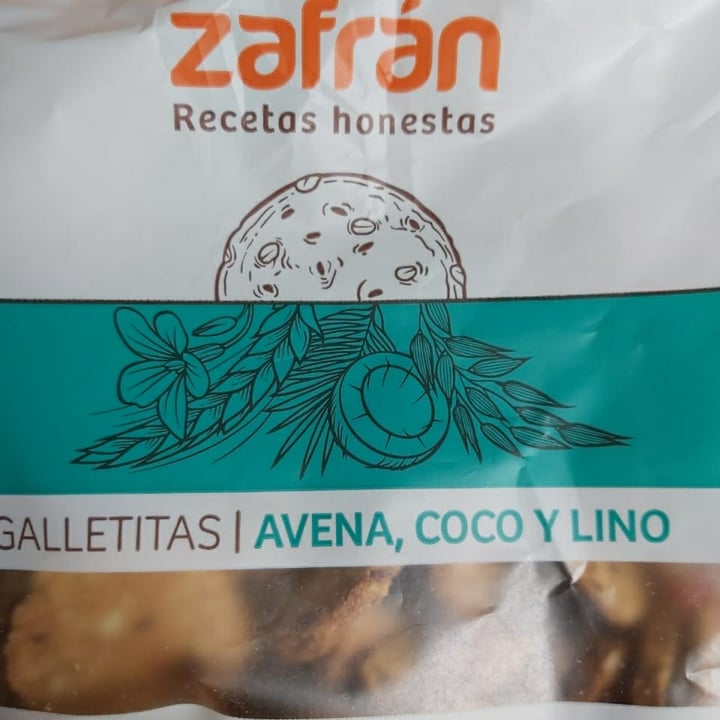 zafrán
Recetas honestas
GALLETITAS | AVENA, COCO Y LINO